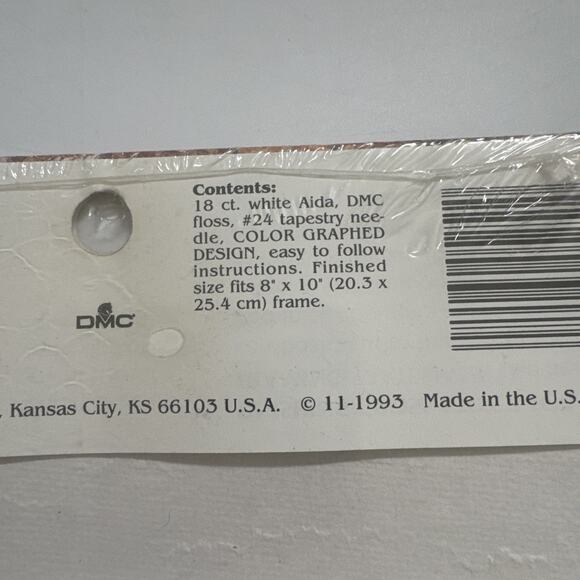 Contents:
18 ct. white Aida, DMC
floss, #24 tapestry nee-
dle, COLOR GRAPHED
DESIGN, easy to follow
instructions. Finished
size fits 8" x 10" (20.3 x
25.4 cm) frame.
DMC
, Kansas City, KS 66103 U.S.A. © 11-1993 Made in the U.S.